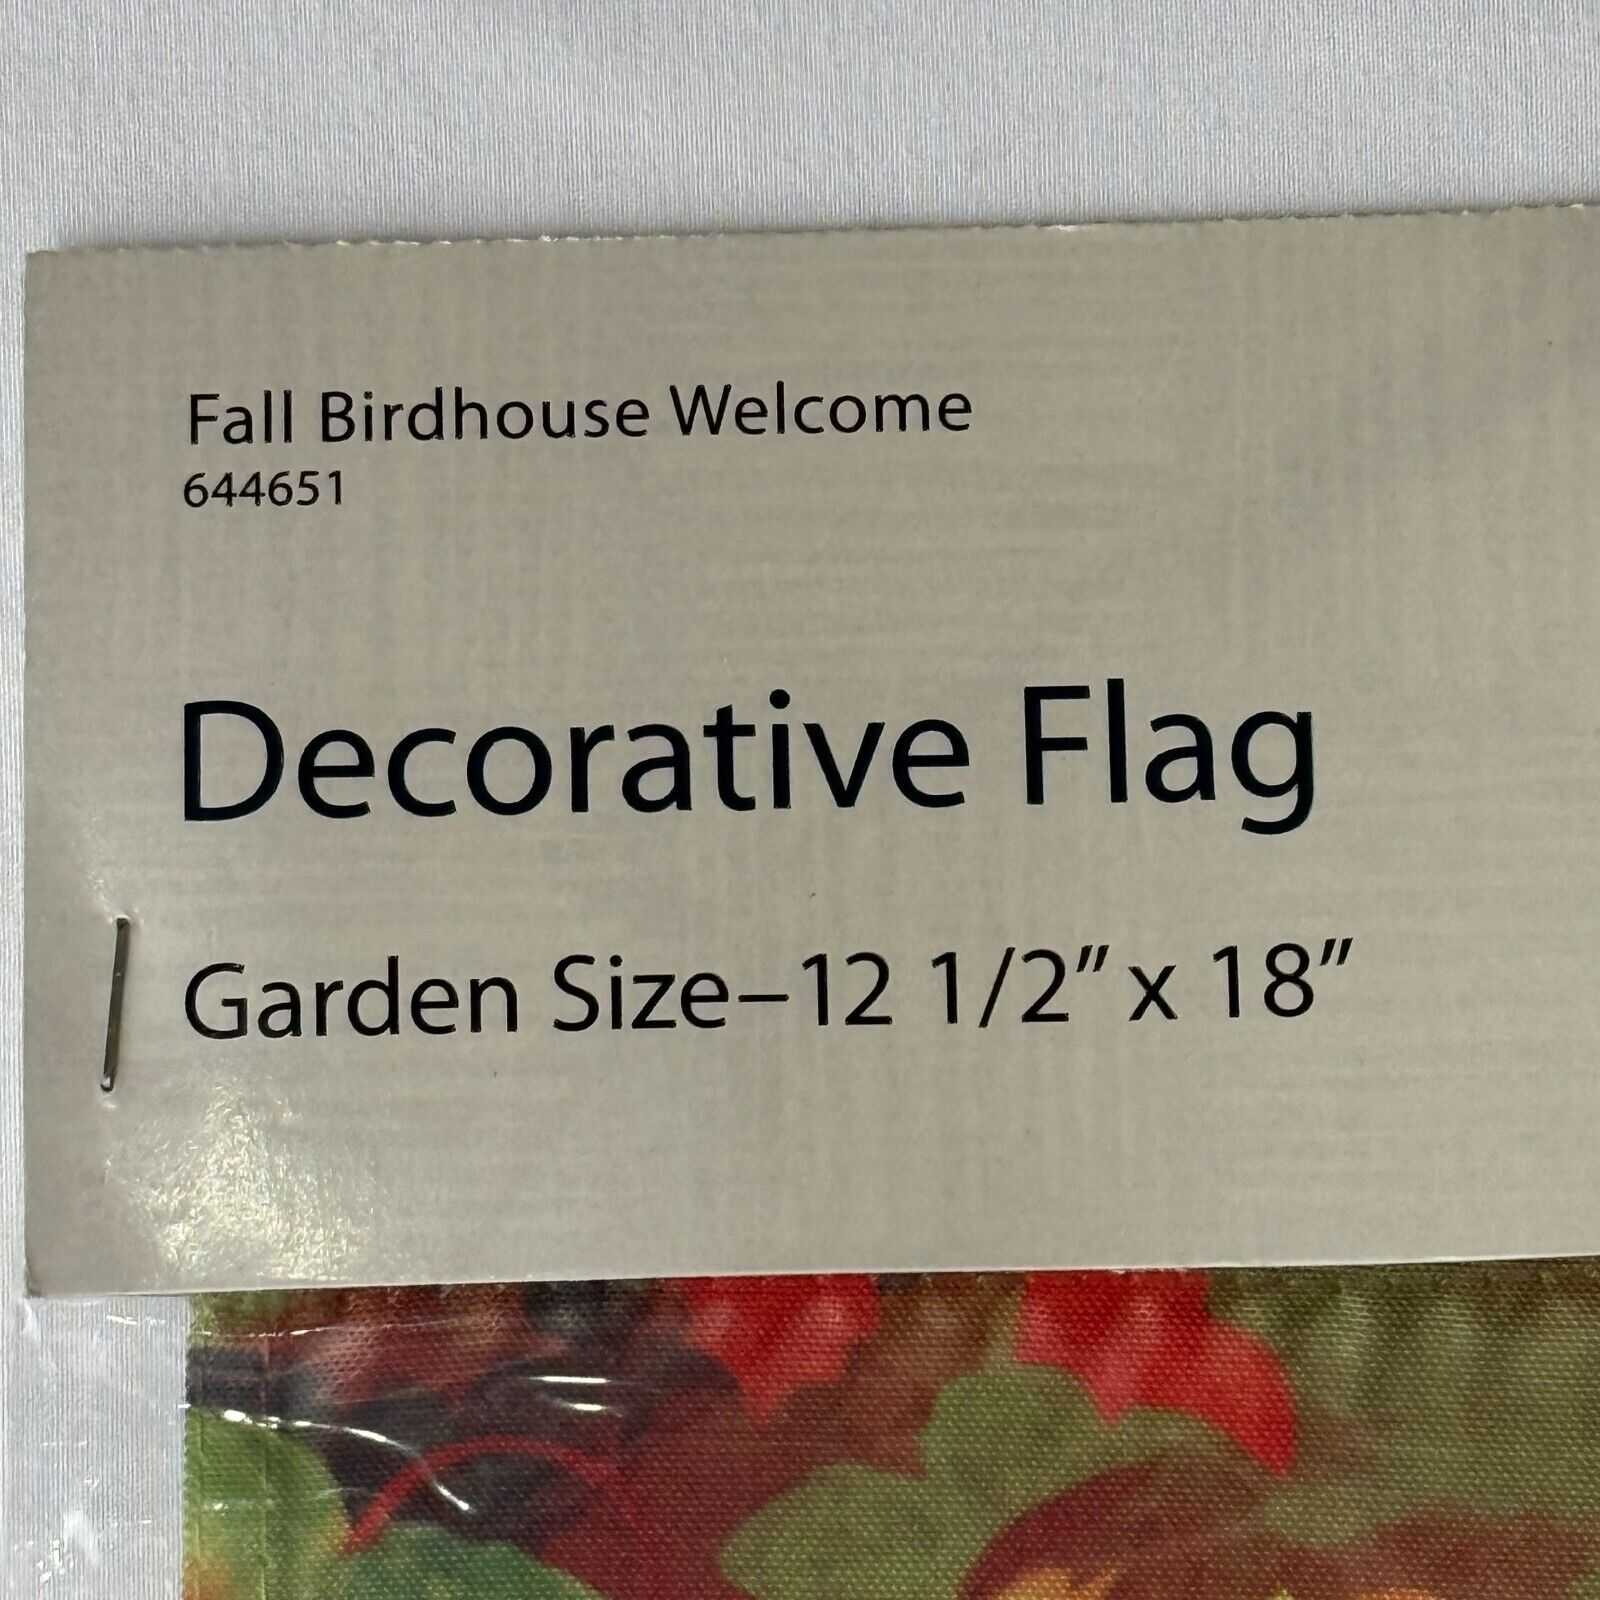 Fall Birdhouse Welcome
644651
Decorative Flag
Garden Size–12 1/2” x 18”